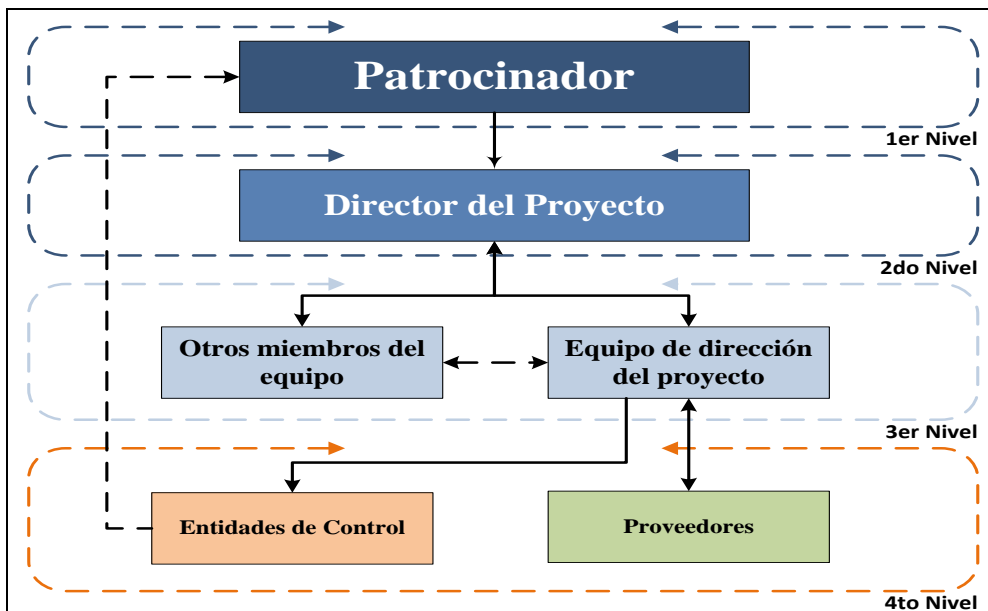 Patrocinador
1er Nivel
Director del Proyecto
2do Nivel
Otros miembros del
equipo
Equipo de dirección
del proyecto
3er Nivel
Entidades de Control
Proveedores
4to Nivel